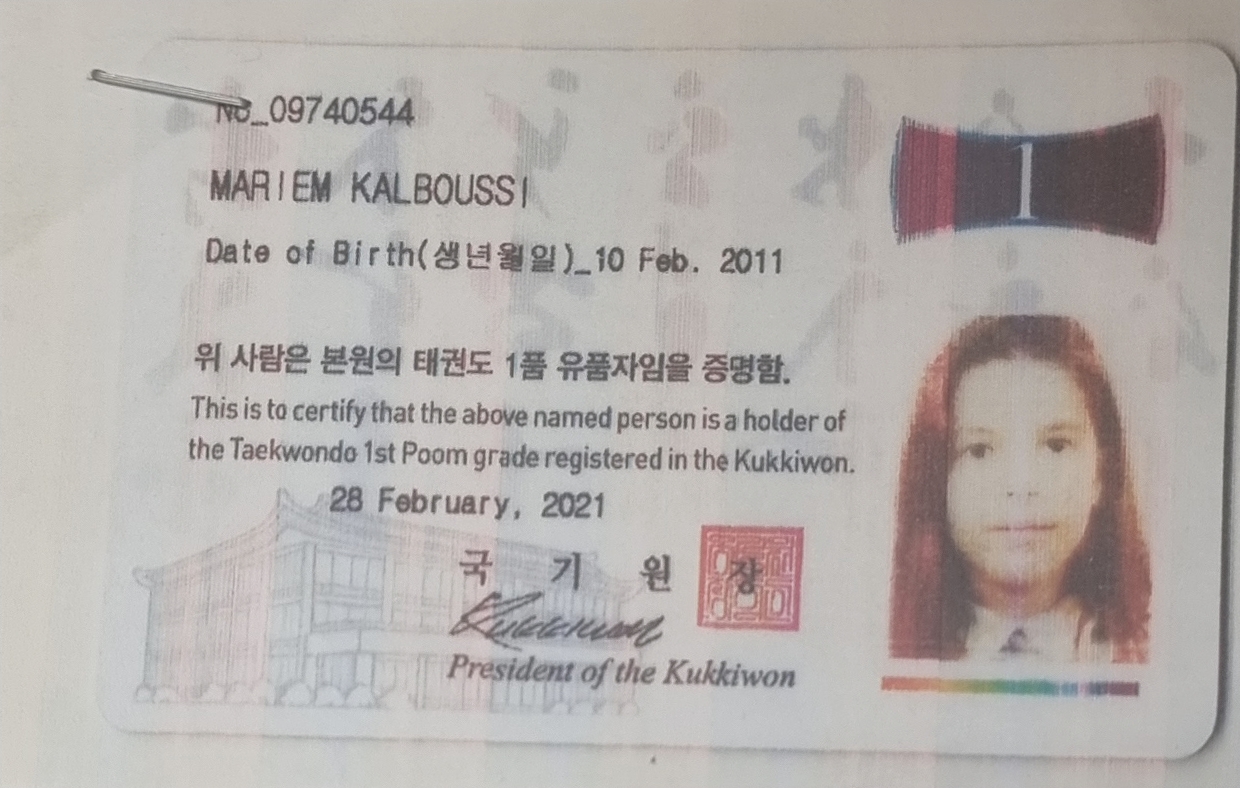 No_09740544
1
MARIEM KALBOUSSI
Date of Birth(생년월일)_10 Feb. 2011
위 사람은 본원의 태권도 1품 유품자임을 증명함.
This is to certify that the above named person is a holder of
the Taekwondo 1st Poom grade registered in the Kukkiwon.
28 February, 2021
국 기 원 장
Kukkiwon
President of the Kukkiwon